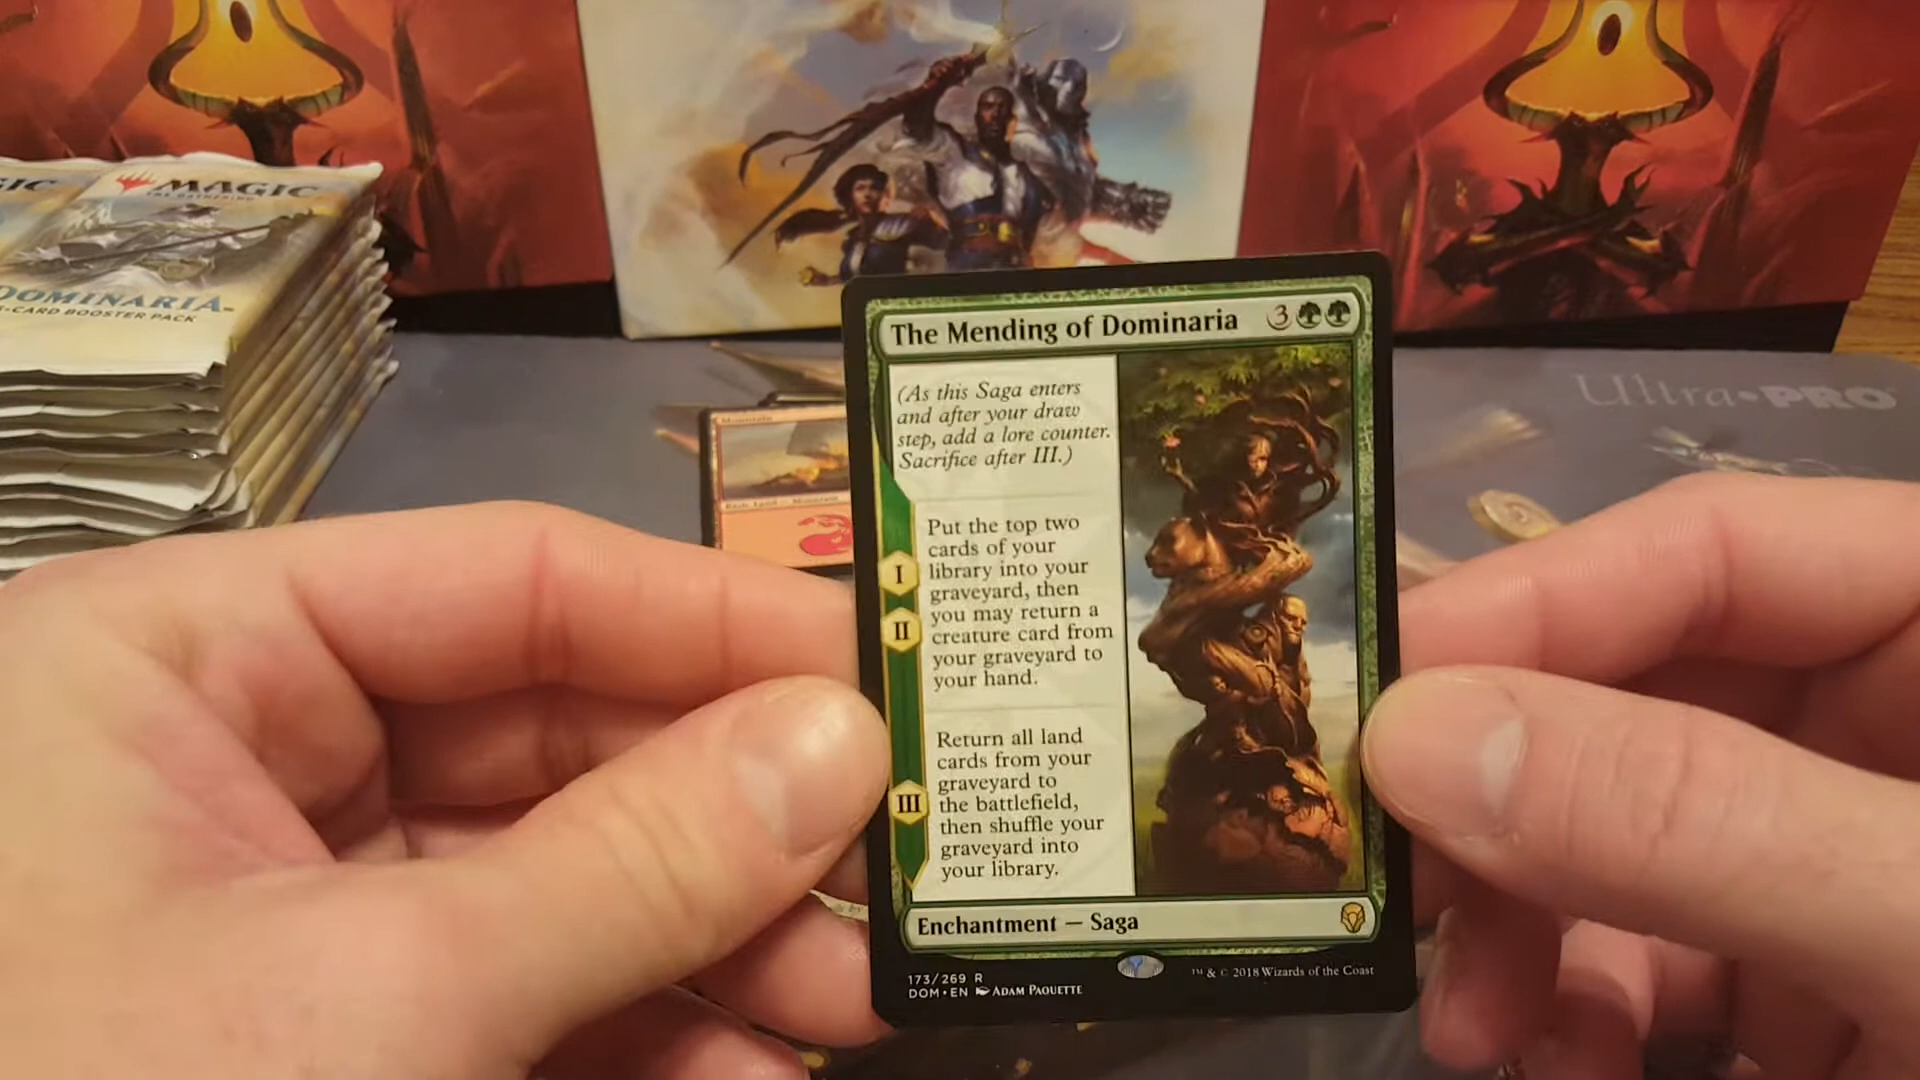 MAGIC
THE GATHERING
DOMINARIA
CARD BOOSTER PACK
Ultra•PRO
Mountain
Basic Land — Mountain
The Mending of Dominaria 3
(As this Saga enters
and after your draw
step, add a lore counter.
Sacrifice after III.)
I
II
Put the top two
cards of your
library into your
graveyard, then
you may return a
creature card from
your graveyard to
your hand.
III
Return all land
cards from your
graveyard to
the battlefield,
then shuffle your
graveyard into
your library.
Enchantment — Saga
173/269 R
DOM • EN ADAM PAQUETTE
™ & © 2018 Wizards of the Coast